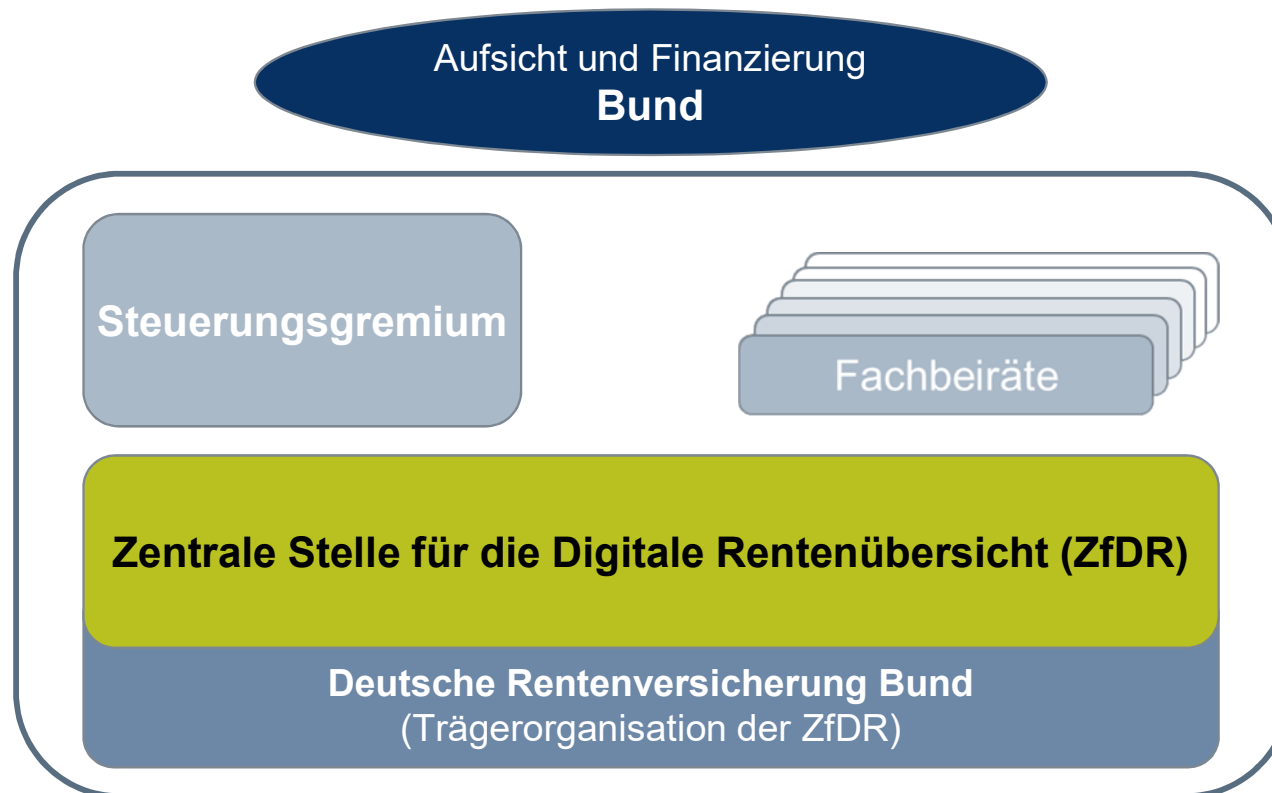 Aufsicht und Finanzierung
Bund
Steuerungsgremium
Fachbeiräte
Zentrale Stelle für die Digitale Rentenübersicht (ZfDR)
Deutsche Rentenversicherung Bund
(Trägerorganisation der ZfDR)